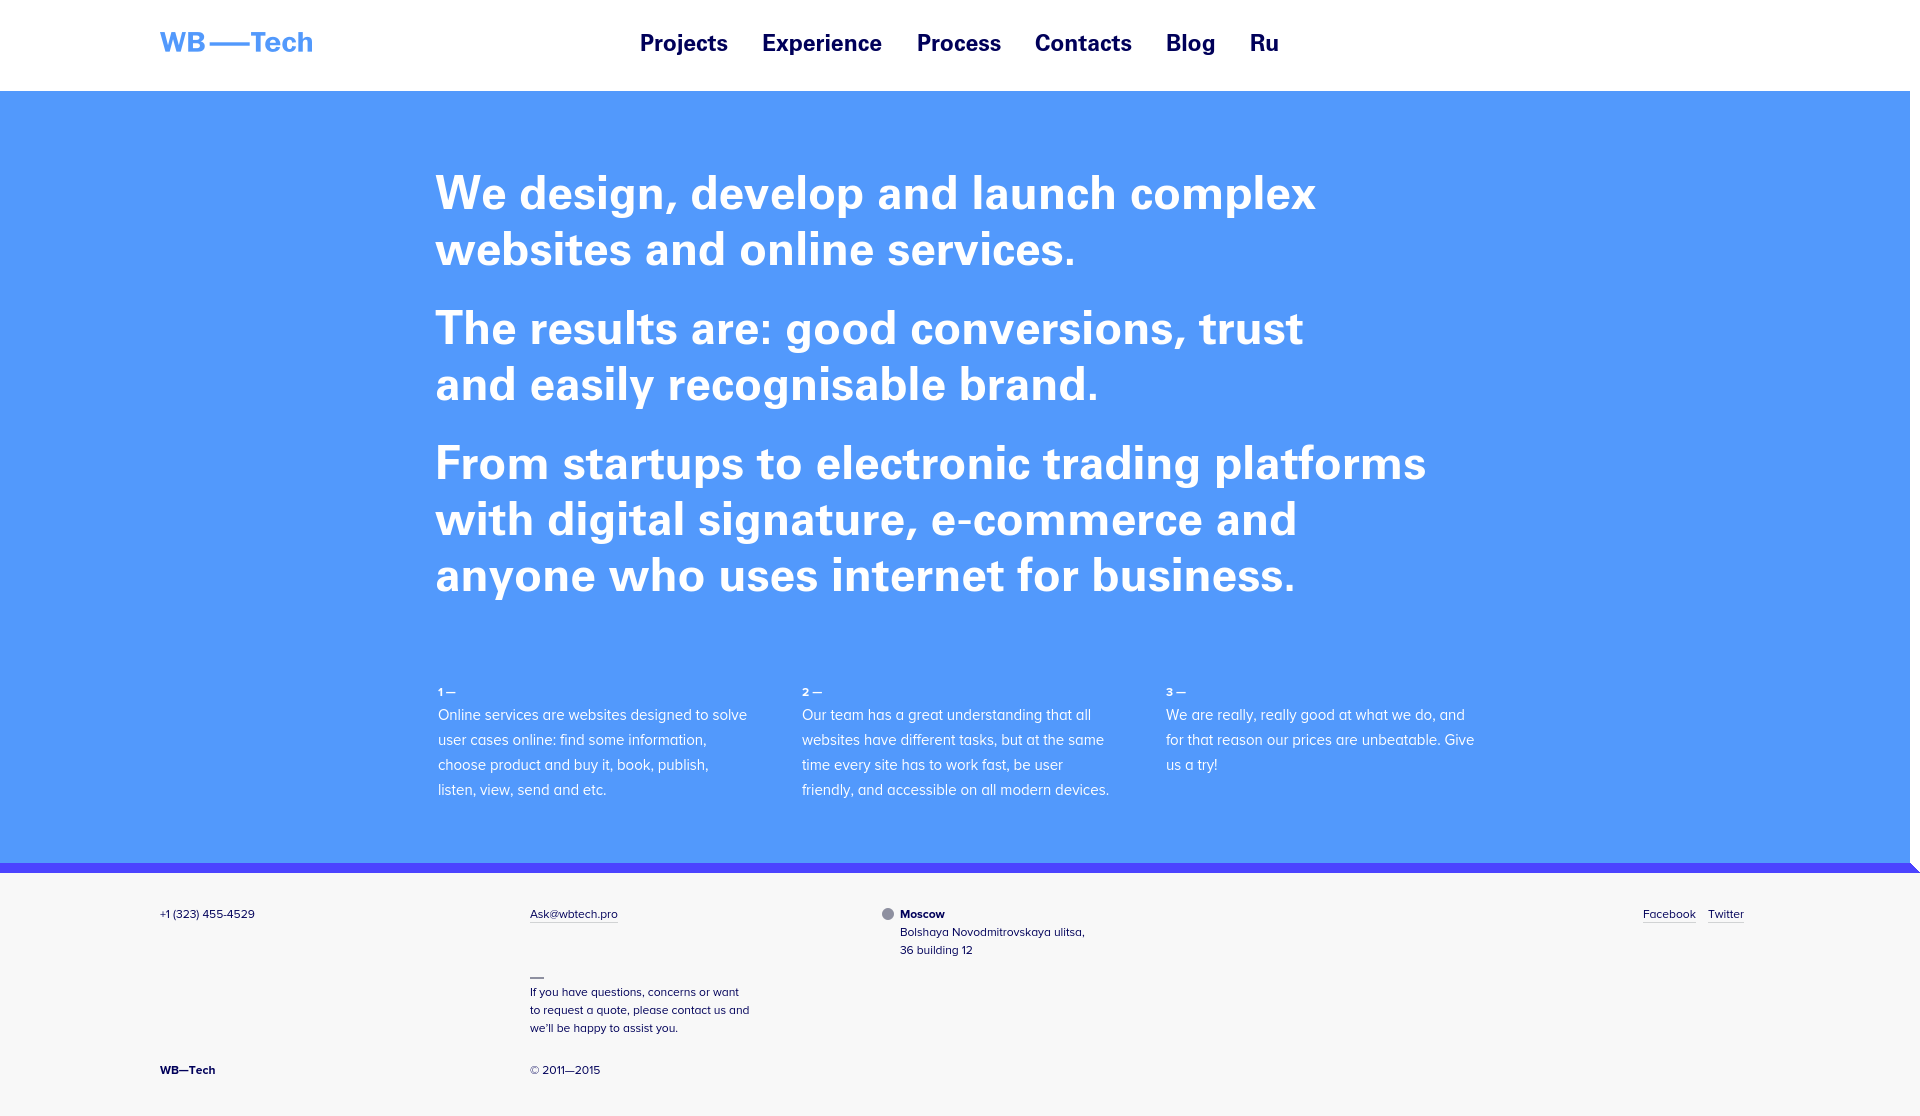 WB—Tech
Projects Experience Process Contacts Blog Ru
We design, develop and launch complex
websites and online services.
The results are: good conversions, trust
and easily recognisable brand.
From startups to electronic trading platforms
with digital signature, e-commerce and
anyone who uses internet for business.
1 —
Online services are websites designed to solve
user cases online: find some information,
choose product and buy it, book, publish,
listen, view, send and etc.
2 —
Our team has a great understanding that all
websites have different tasks, but at the same
time every site has to work fast, be user
friendly, and accessible on all modern devices.
3 —
We are really, really good at what we do, and
for that reason our prices are unbeatable. Give
us a try!
+1 (323) 455-4529
Ask@wbtech.pro
—
If you have questions, concerns or want
to request a quote, please contact us and
we'll be happy to assist you.
Moscow
Bolshaya Novodmitrovskaya ulitsa,
36 building 12
Facebook Twitter
WB—Tech
© 2011—2015